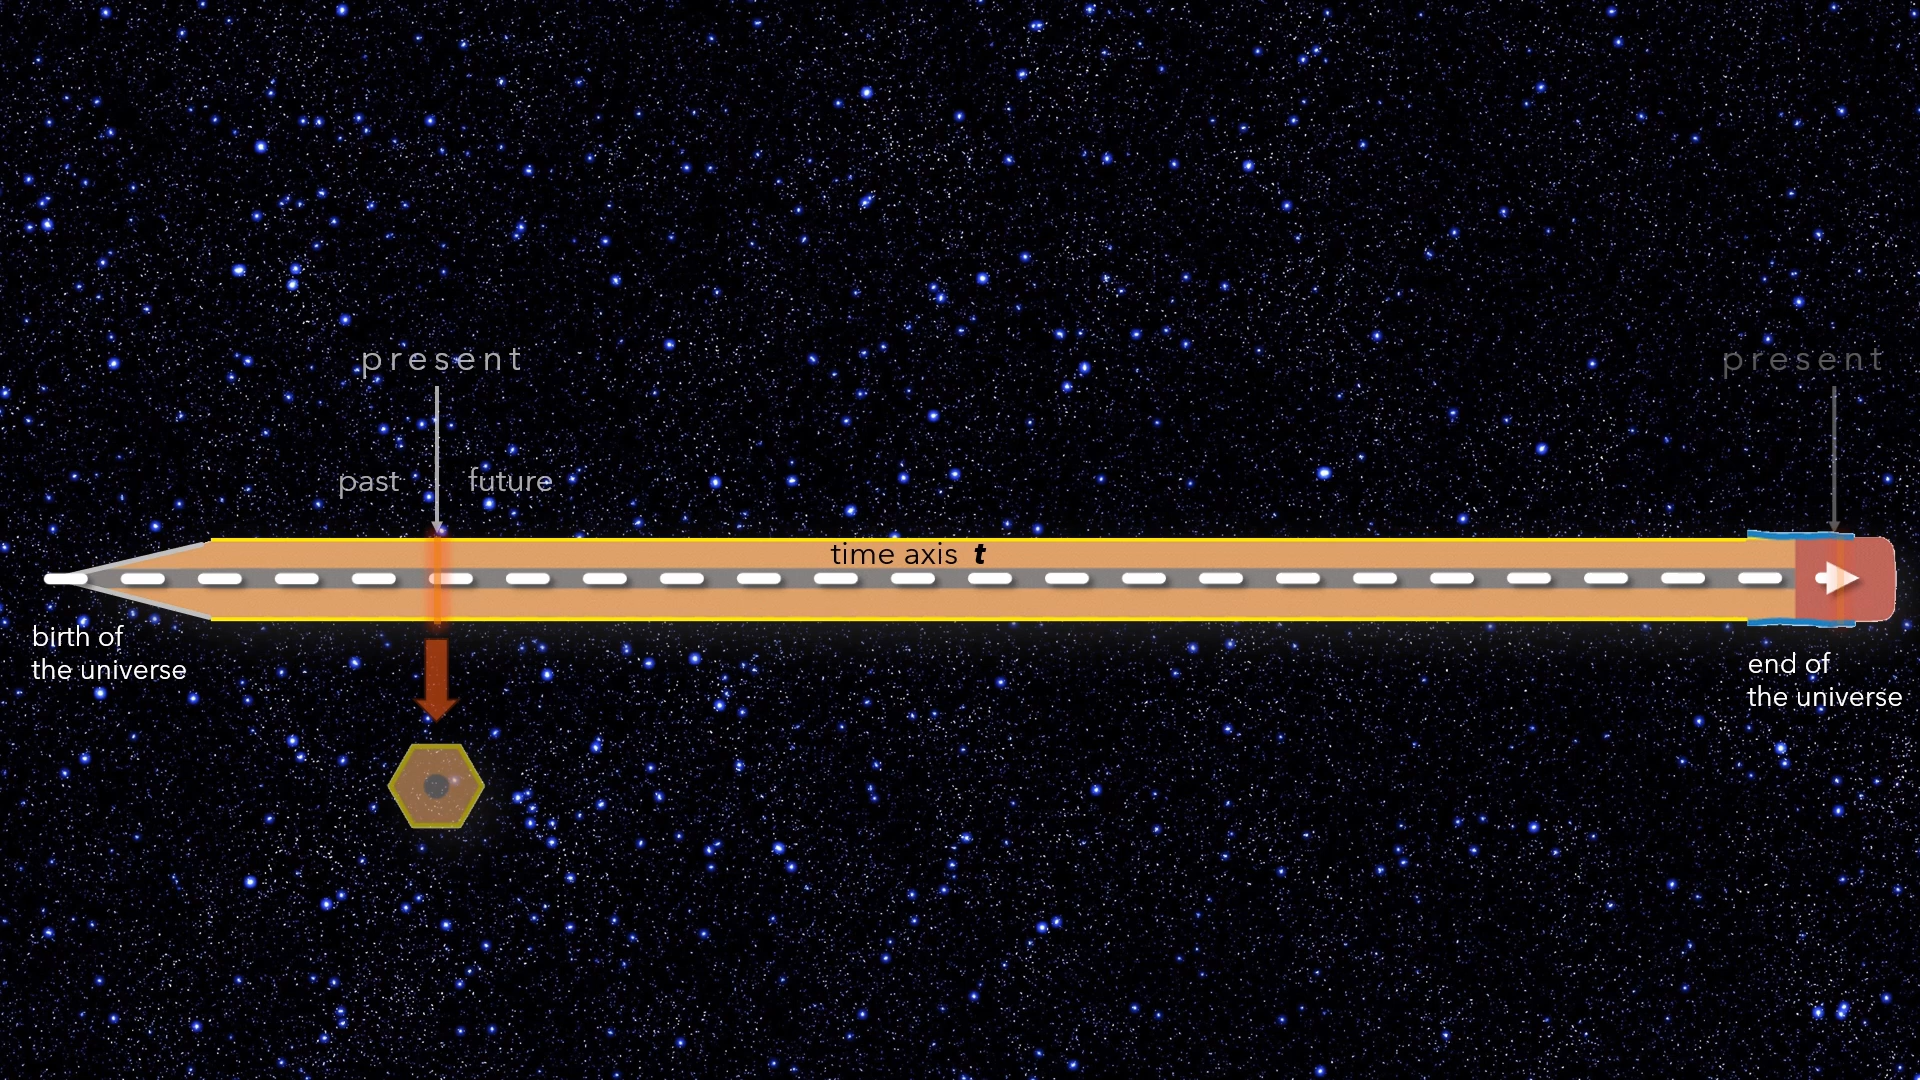 present
present
past
future
time axis t
birth of
the universe
end of
the universe